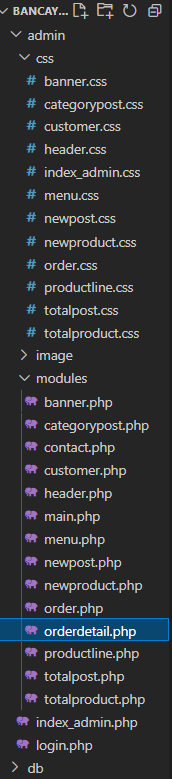 BANCAY...
admin
css
# banner.css
# categorypost.css
# customer.css
# header.css
# index_admin.css
# menu.css
# newpost.css
# newproduct.css
# order.css
# productline.css
# totalpost.css
# totalproduct.css
image
modules
banner.php
categorypost.php
contact.php
customer.php
header.php
main.php
menu.php
newpost.php
newproduct.php
order.php
orderdetail.php
productline.php
totalpost.php
totalproduct.php
index_admin.php
login.php
db